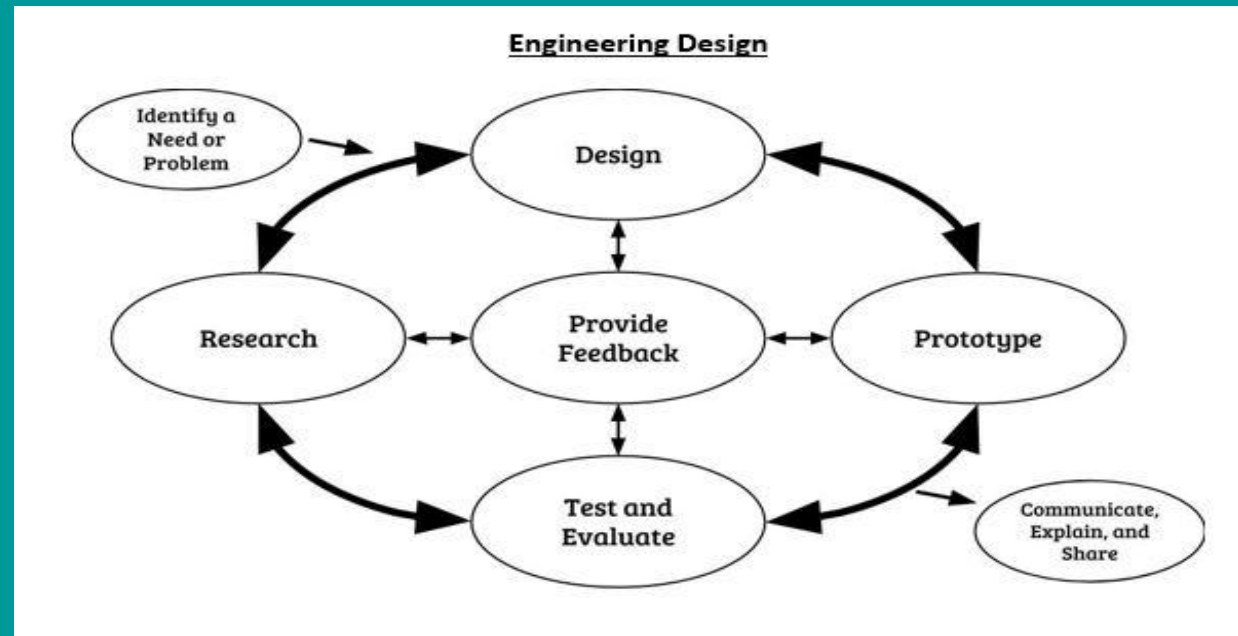 Engineering Design
Identify a
Need or
Problem
Design
Research
Provide
Feedback
Prototype
Test and
Evaluate
Communicate,
Explain, and
Share